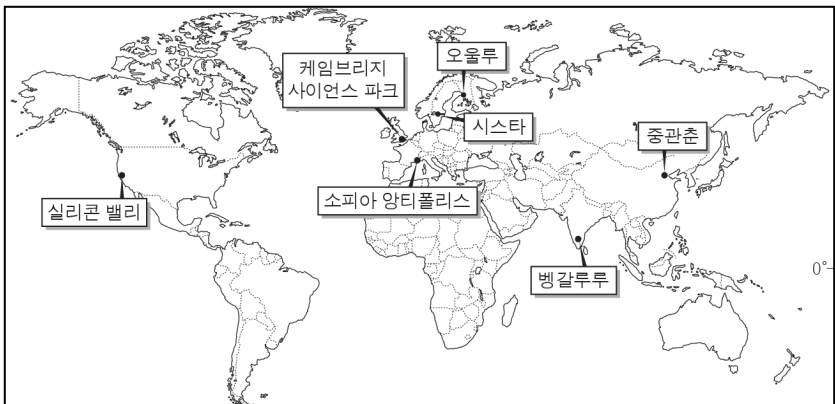 오울루
케임브리지
사이언스 파크
시스타
중관춘
소피아 앙티폴리스
실리콘 밸리
벵갈루루
0°